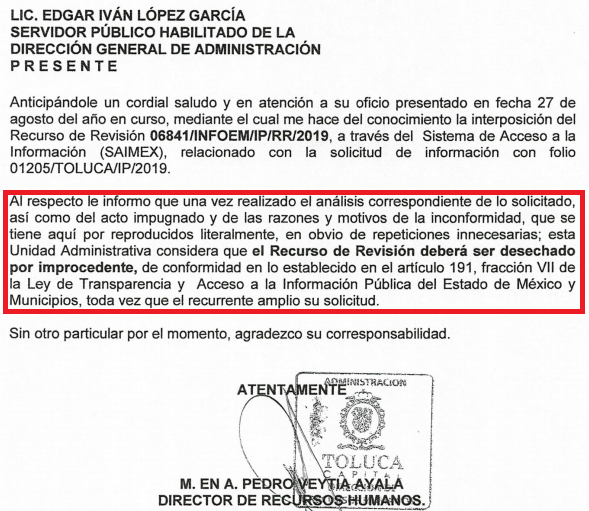 LIC. EDGAR IVÁN LÓPEZ GARCÍA
SERVIDOR PÚBLICO HABILITADO DE LA
DIRECCIÓN GENERAL DE ADMINISTRACIÓN
P R E S E N T E
Anticipándole un cordial saludo y en atención a su oficio presentado en fecha 27 de
agosto del año en curso, mediante el cual me hace del conocimiento la interposición del
Recurso de Revisión 06841/INFOEM/IP/RR/2019, a través del Sistema de Acceso a la
Información (SAIMEX), relacionado con la solicitud de información con folio
01205/TOLUCA/IP/2019.
Al respecto le informo que una vez realizado el análisis correspondiente de lo solicitado,
así como del acto impugnado y de las razones y motivos de la inconformidad, que se
tiene aquí por reproducidos literalmente, en obvio de repeticiones innecesarias; esta
Unidad Administrativa considera que el Recurso de Revisión deberá ser desechado
por improcedente, de conformidad en lo establecido en el artículo 191, fracción VII de
la Ley de Transparencia y Acceso a la Información Pública del Estado de México y
Municipios, toda vez que el recurrente amplio su solicitud.
Sin otro particular por el momento, agradezco su corresponsabilidad.
ADMINISTRACION
ATENTAMENTE
TOLUCA
CAPITAL
M. EN A. PEDRO VEYTIA AYALA
DIRECTOR DE RECURSOS HUMANOS.